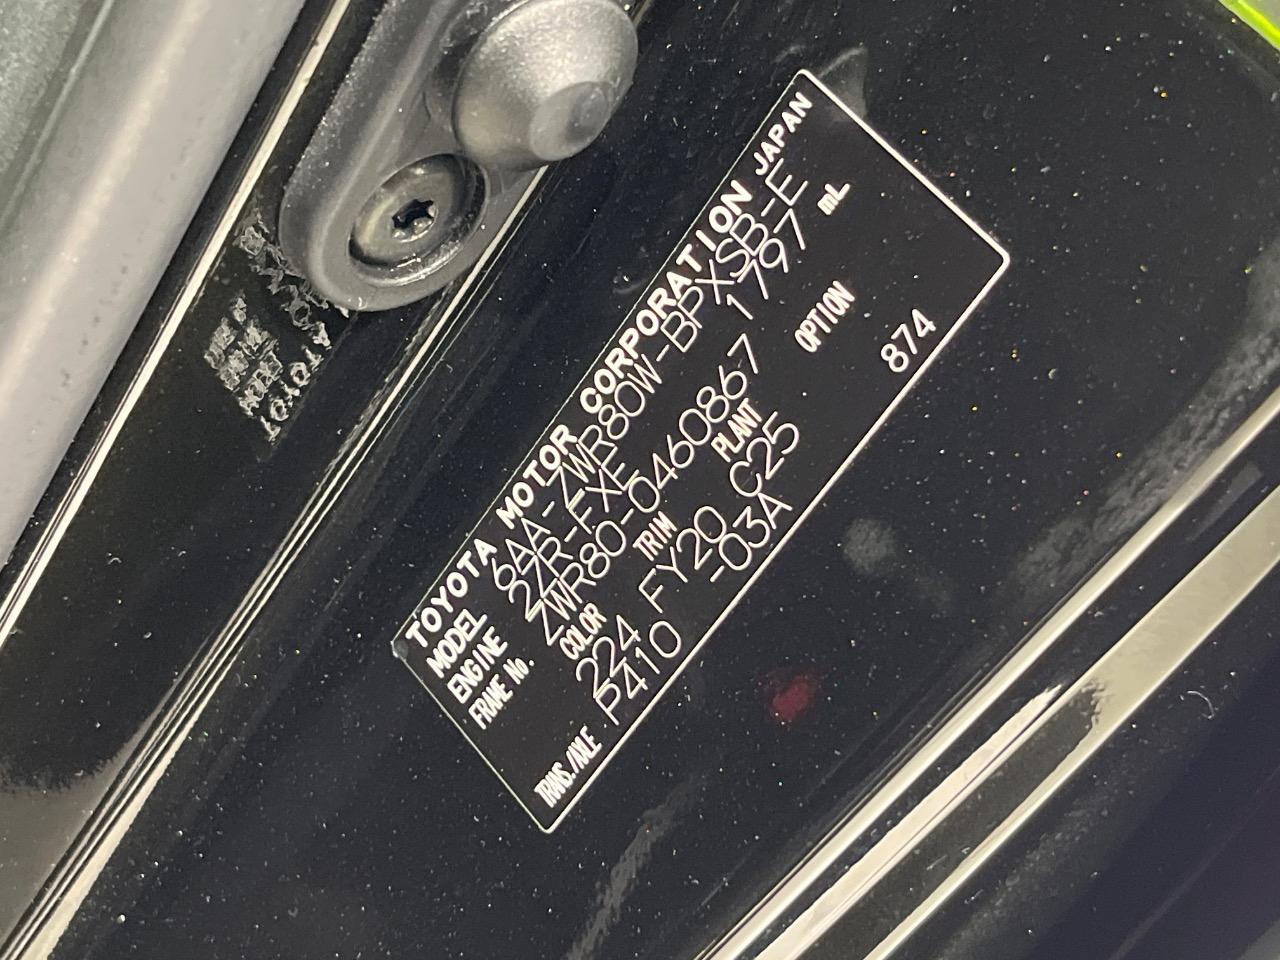 TOYOTA MOTOR CORPORATION JAPAN
MODEL 6AA-ZWR80W-BPXSB-E
ENGINE 2ZR-FXE 1797 mL
FRAME No. ZWR80-0460867
COLOR TRIM PLANT OPTION
224 FY20 C25 874
TRANS./AXLE P410 -03A